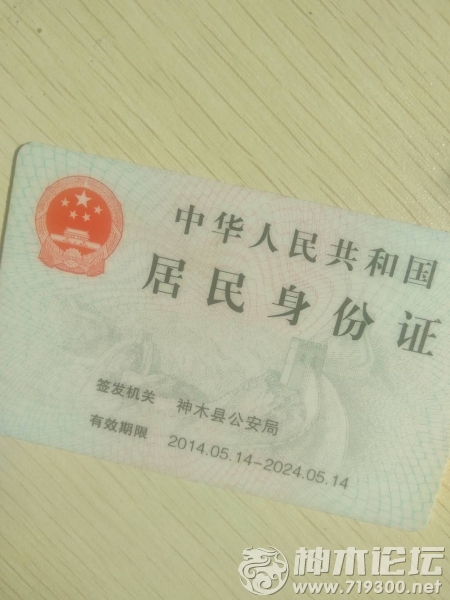 中华人民共和国
居民身份证
签发机关 神木县公安局
有效期限 2014.05.14-2024.05.14
神木论坛
www.719300.net